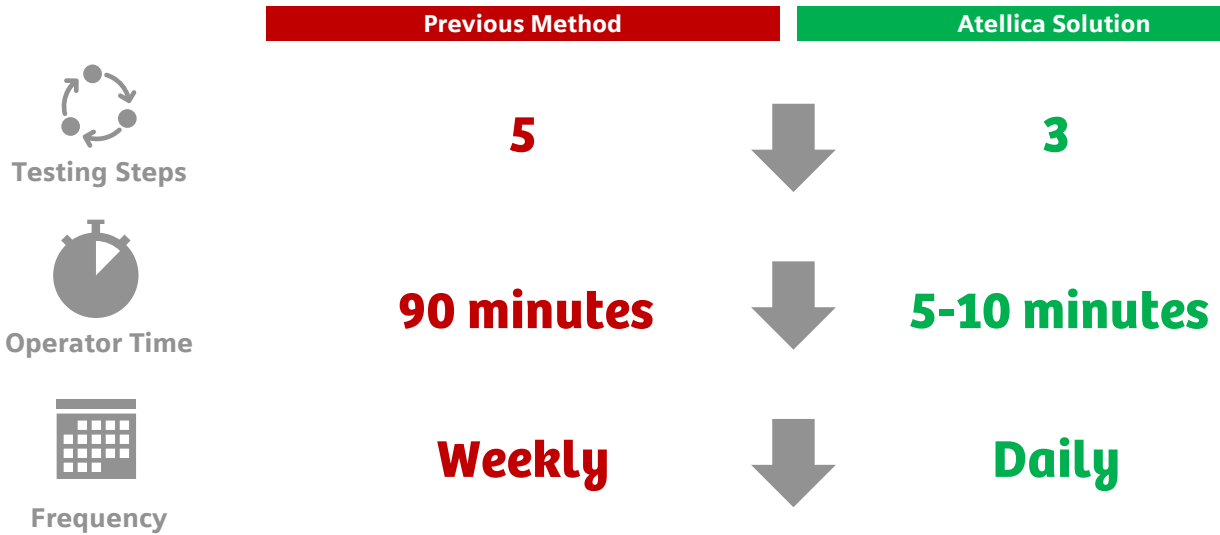 Previous Method
Atellica Solution
Testing Steps
5
3
Operator Time
90 minutes
5-10 minutes
Frequency
Weekly
Daily